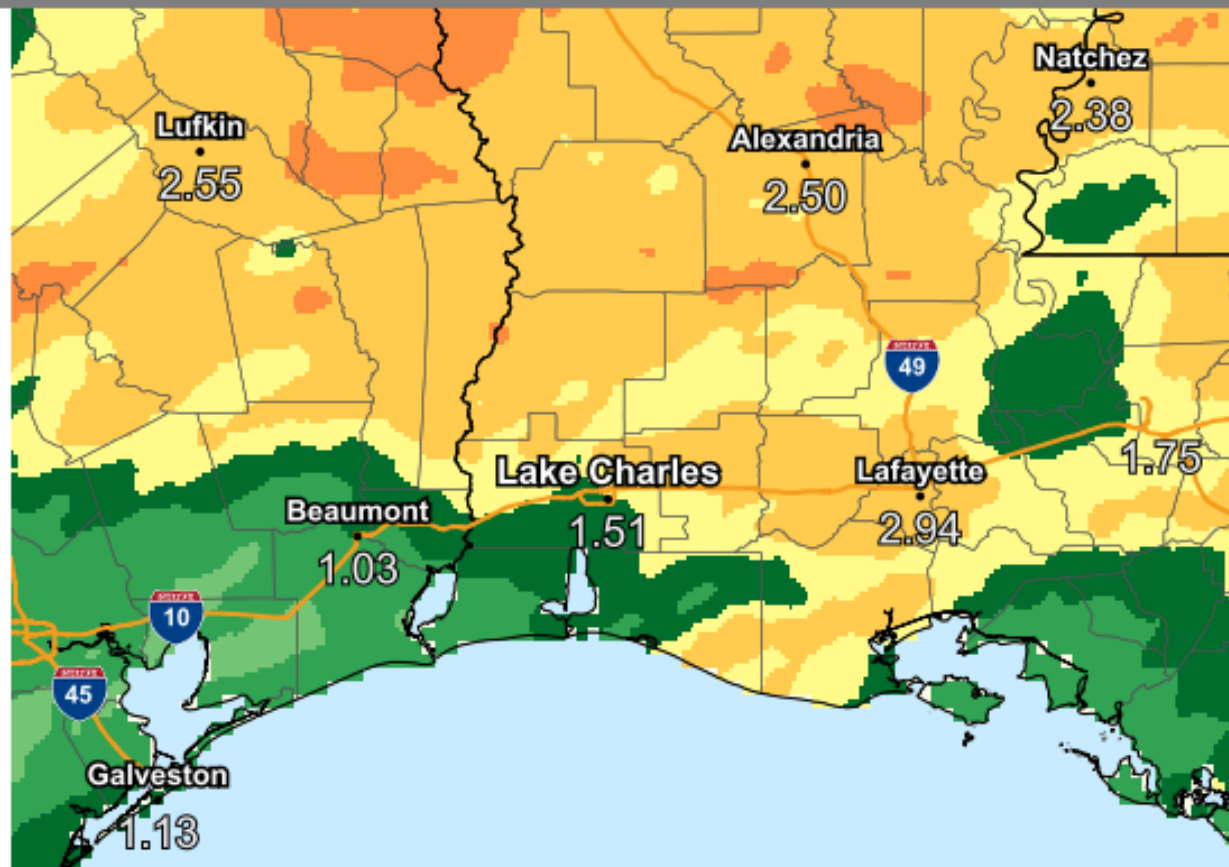 Natchez
2.38
Lufkin
2.55
Alexandria
2.50
49
Lake Charles
1.51
Lafayette
2.94
1.75
Beaumont
1.03
10
45
Galveston
1.13